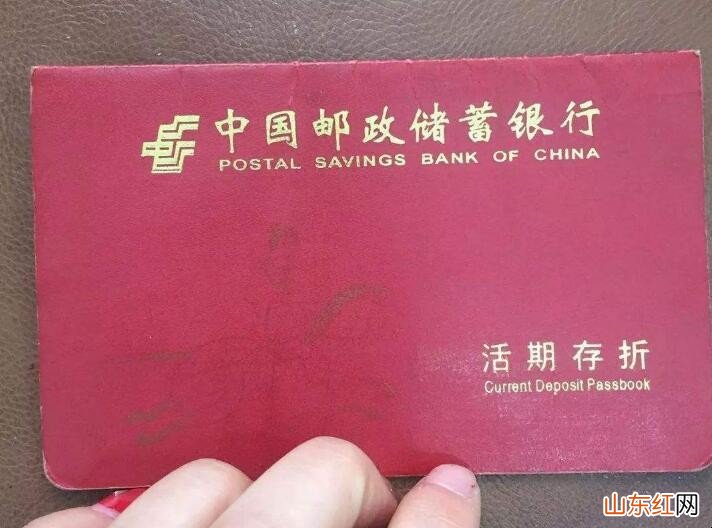 中国邮政储蓄银行
POSTAL SAVINGS BANK OF CHINA
活期存折
Current Deposit Passbook
山东红网